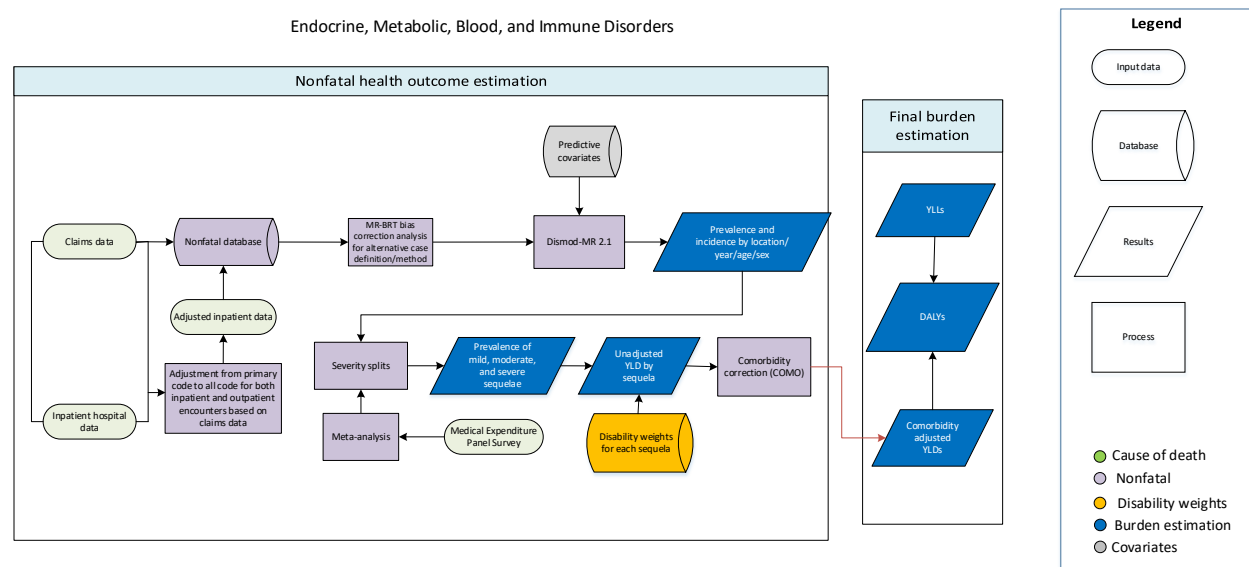 Endocrine, Metabolic, Blood, and Immune Disorders
Nonfatal health outcome estimation
Predictive
covariates
Claims data
Nonfatal database
MR-BRT bias
correction analysis
for alternative case
definition/method
Dismod-MR 2.1
Prevalence and
incidence by location/
year/age/sex
Adjusted inpatient data
Adjustment from primary
code to all code for both
inpatient and outpatient
encounters based on
claims data
Inpatient hospital
data
Severity splits
Prevalence of
mild, moderate,
and severe
sequelae
Unadjusted
YLD by
sequela
Comorbidity
correction (COMO)
Meta-analysis
Medical Expenditure
Panel Survey
Disability weights
for each sequela
Final burden
estimation
YLLs
DALYs
Comorbidity
adjusted
YLDs
Legend
Input data
Database
Results
Process
Cause of death
Nonfatal
Disability weights
Burden estimation
Covariates